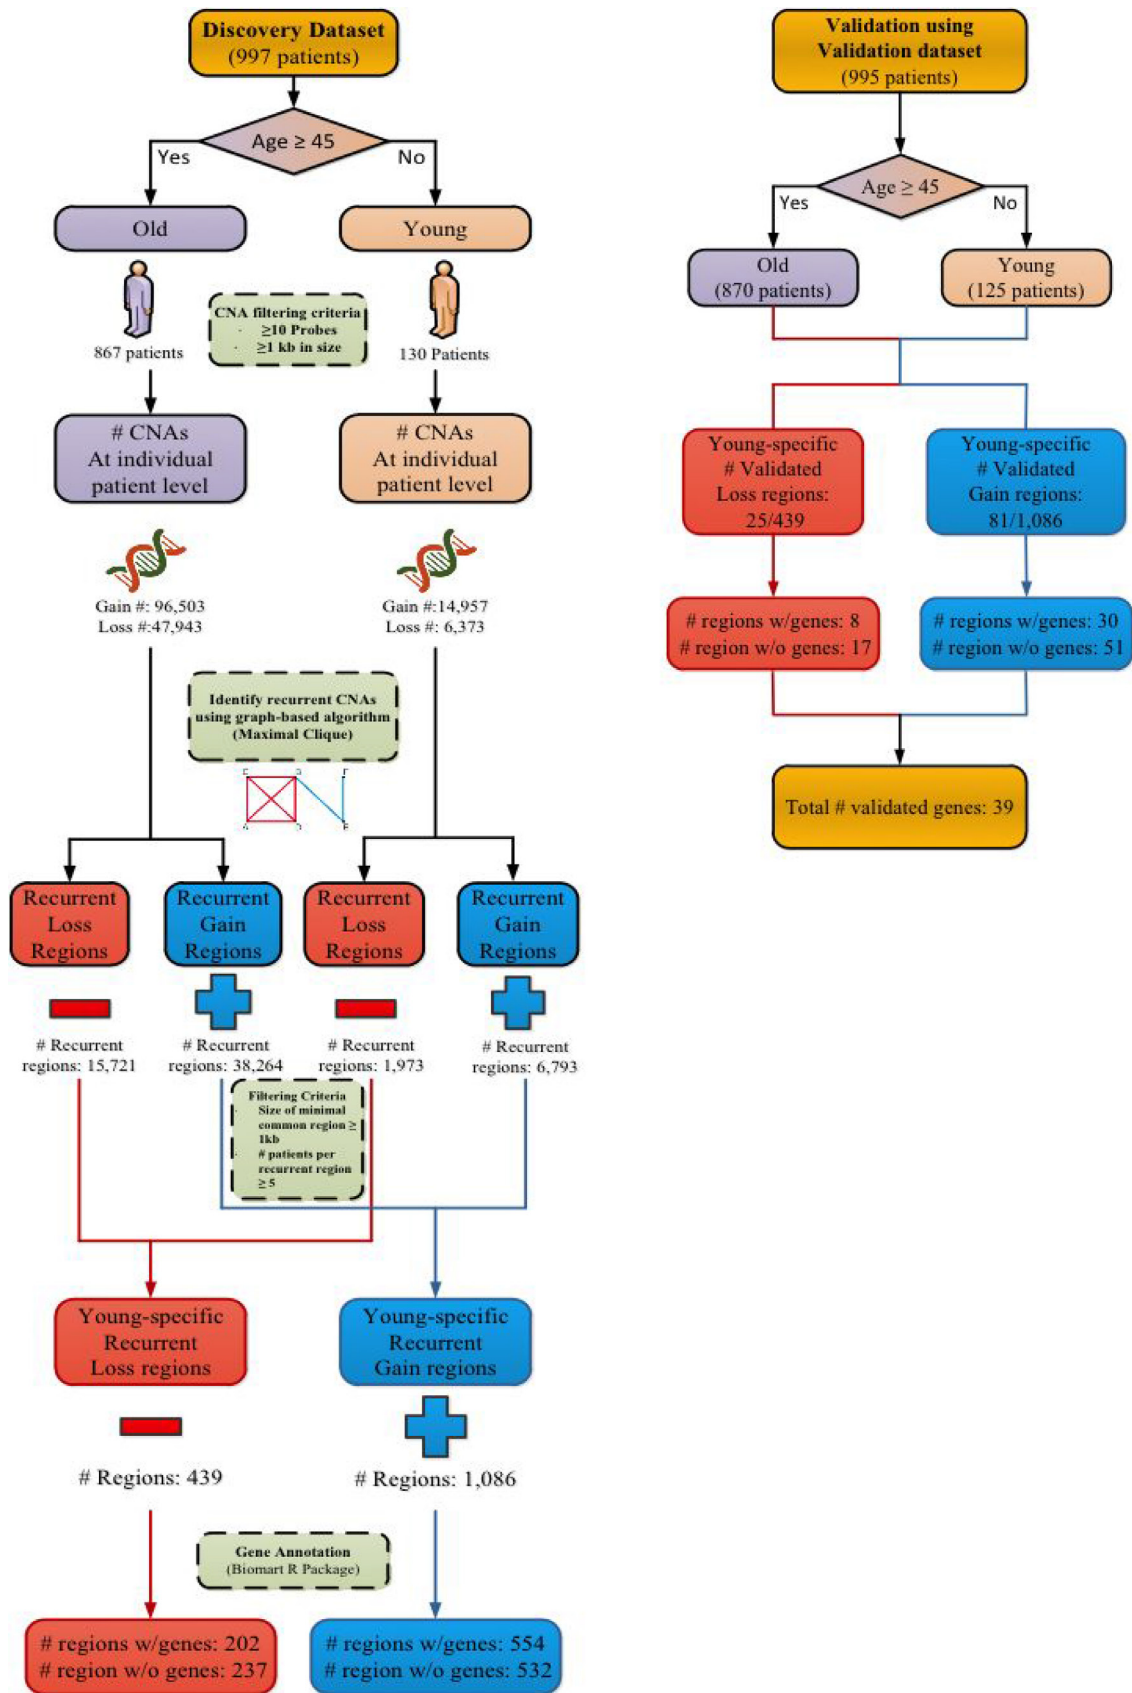 Discovery Dataset
(997 patients)
Age ≥ 45
Yes
No
Old
Young
CNA filtering criteria
· ≥10 Probes
· ≥1 kb in size
867 patients
130 Patients
# CNAs
At individual
patient level
# CNAs
At individual
patient level
Gain #: 96,503
Loss #:47,943
Gain #:14,957
Loss #: 6,373
Identify recurrent CNAs
using graph-based algorithm
(Maximal Clique)
Recurrent
Loss
Regions
Recurrent
Gain
Regions
Recurrent
Loss
Regions
Recurrent
Gain
Regions
# Recurrent
regions: 15,721
# Recurrent
regions: 38,264
# Recurrent
regions: 1,973
# Recurrent
regions: 6,793
Filtering Criteria
· Size of minimal
common region ≥
1kb
· # patients per
recurrent region
≥ 5
Young-specific
Recurrent
Loss regions
Young-specific
Recurrent
Gain regions
# Regions: 439
# Regions: 1,086
Gene Annotation
(Biomart R Package)
# regions w/genes: 202
# region w/o genes: 237
# regions w/genes: 554
# region w/o genes: 532
Validation using
Validation dataset
(995 patients)
Age ≥ 45
Yes
No
Old
(870 patients)
Young
(125 patients)
Young-specific
# Validated
Loss regions:
25/439
Young-specific
# Validated
Gain regions:
81/1,086
# regions w/genes: 8
# region w/o genes: 17
# regions w/genes: 30
# region w/o genes: 51
Total # validated genes: 39